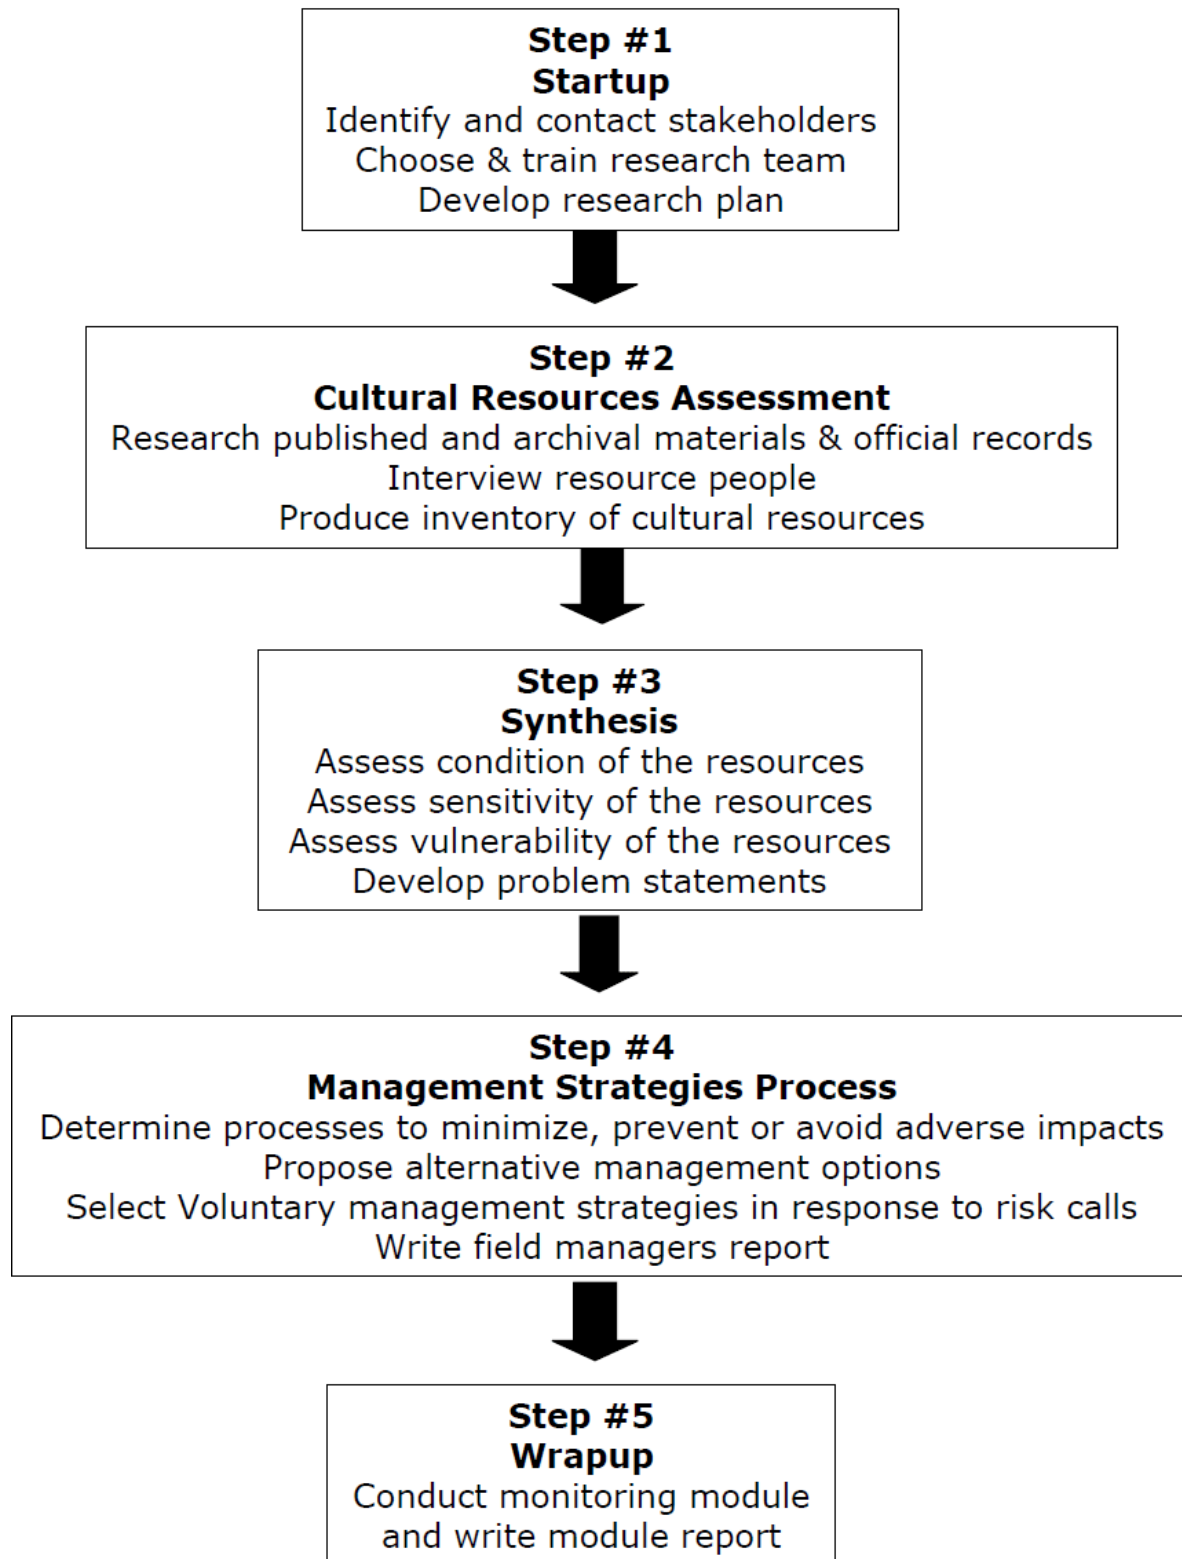 Step #1
Startup
Identify and contact stakeholders
Choose & train research team
Develop research plan
Step #2
Cultural Resources Assessment
Research published and archival materials & official records
Interview resource people
Produce inventory of cultural resources
Step #3
Synthesis
Assess condition of the resources
Assess sensitivity of the resources
Assess vulnerability of the resources
Develop problem statements
Step #4
Management Strategies Process
Determine processes to minimize, prevent or avoid adverse impacts
Propose alternative management options
Select Voluntary management strategies in response to risk calls
Write field managers report
Step #5
Wrapup
Conduct monitoring module
and write module report